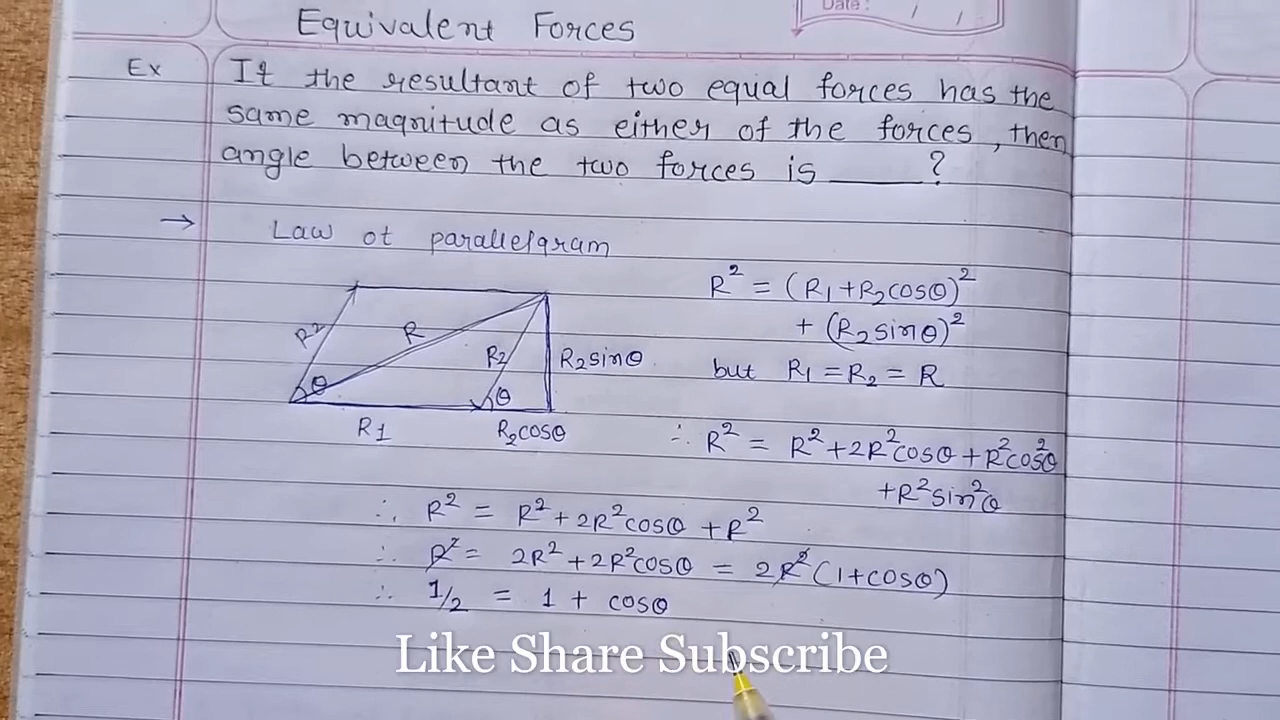 Date: / /
Equivalent Forces
Ex If the resultant of two equal forces has the
same magnitude as either of the forces, then
angle between the two forces is ____?
→ Law of parallelgram
R² = (R₁+R₂cosθ)²
+ (R₂sinθ)²
but R₁ = R₂ = R
R2
R
R₂
R₂sinθ
θ
θ
R1
R₂cosθ
∴ R² = R²+2R²cosθ+R²cos²θ
+R²sin²θ
∴ R² = R²+2R²cosθ+R²
∴ R² = 2R²+2R²cosθ = 2R²(1+cosθ)
∴ 1/2 = 1 + cosθ
Like Share Subscribe